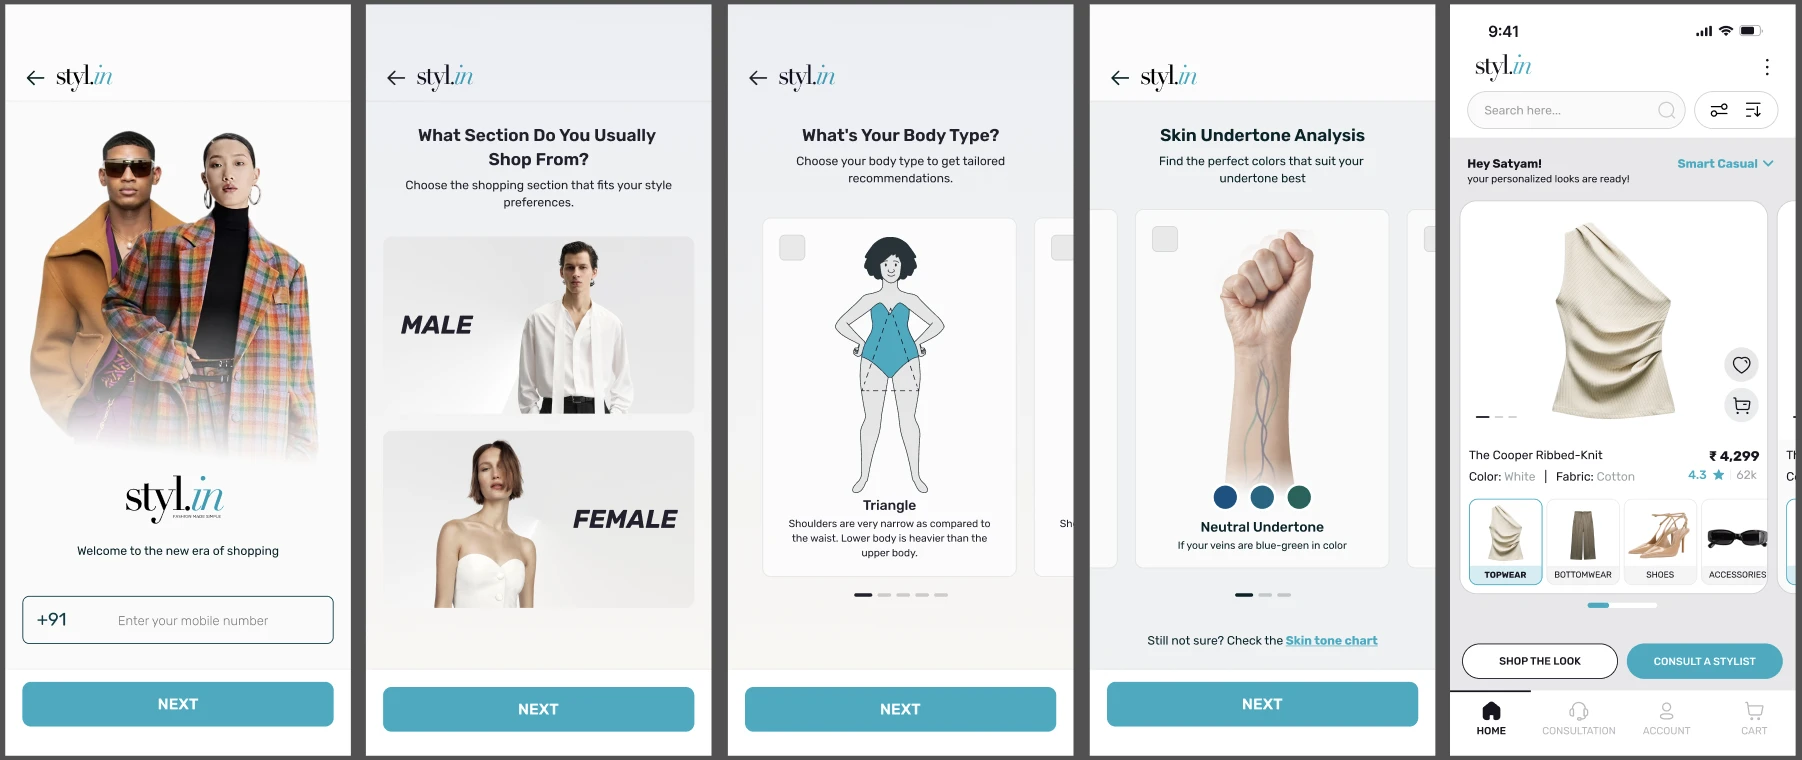 styl.in
styl.in
FASHION MADE SIMPLE
Welcome to the new era of shopping
+91
Enter your mobile number
NEXT
styl.in
What Section Do You Usually
Shop From?
Choose the shopping section that fits your style
preferences.
MALE
FEMALE
NEXT
styl.in
What's Your Body Type?
Choose your body type to get tailored
recommendations.
Triangle
Shoulders are very narrow as compared to
the waist. Lower body is heavier than the
upper body.
Sh
NEXT
styl.in
Skin Undertone Analysis
Find the perfect colors that suit your
undertone best
Neutral Undertone
If your veins are blue-green in color
Still not sure? Check the Skin tone chart
NEXT
9:41
styl.in
Search here...
Hey Satyam!
Smart Casual
your personalized looks are ready!
The Cooper Ribbed-Knit
₹ 4,299
Color: White | Fabric: Cotton
4.3 ★ 62k
TOPWEAR
BOTTOMWEAR
SHOES
ACCESSORIES
SHOP THE LOOK
CONSULT A STYLIST
HOME
CONSULTATION
ACCOUNT
CART